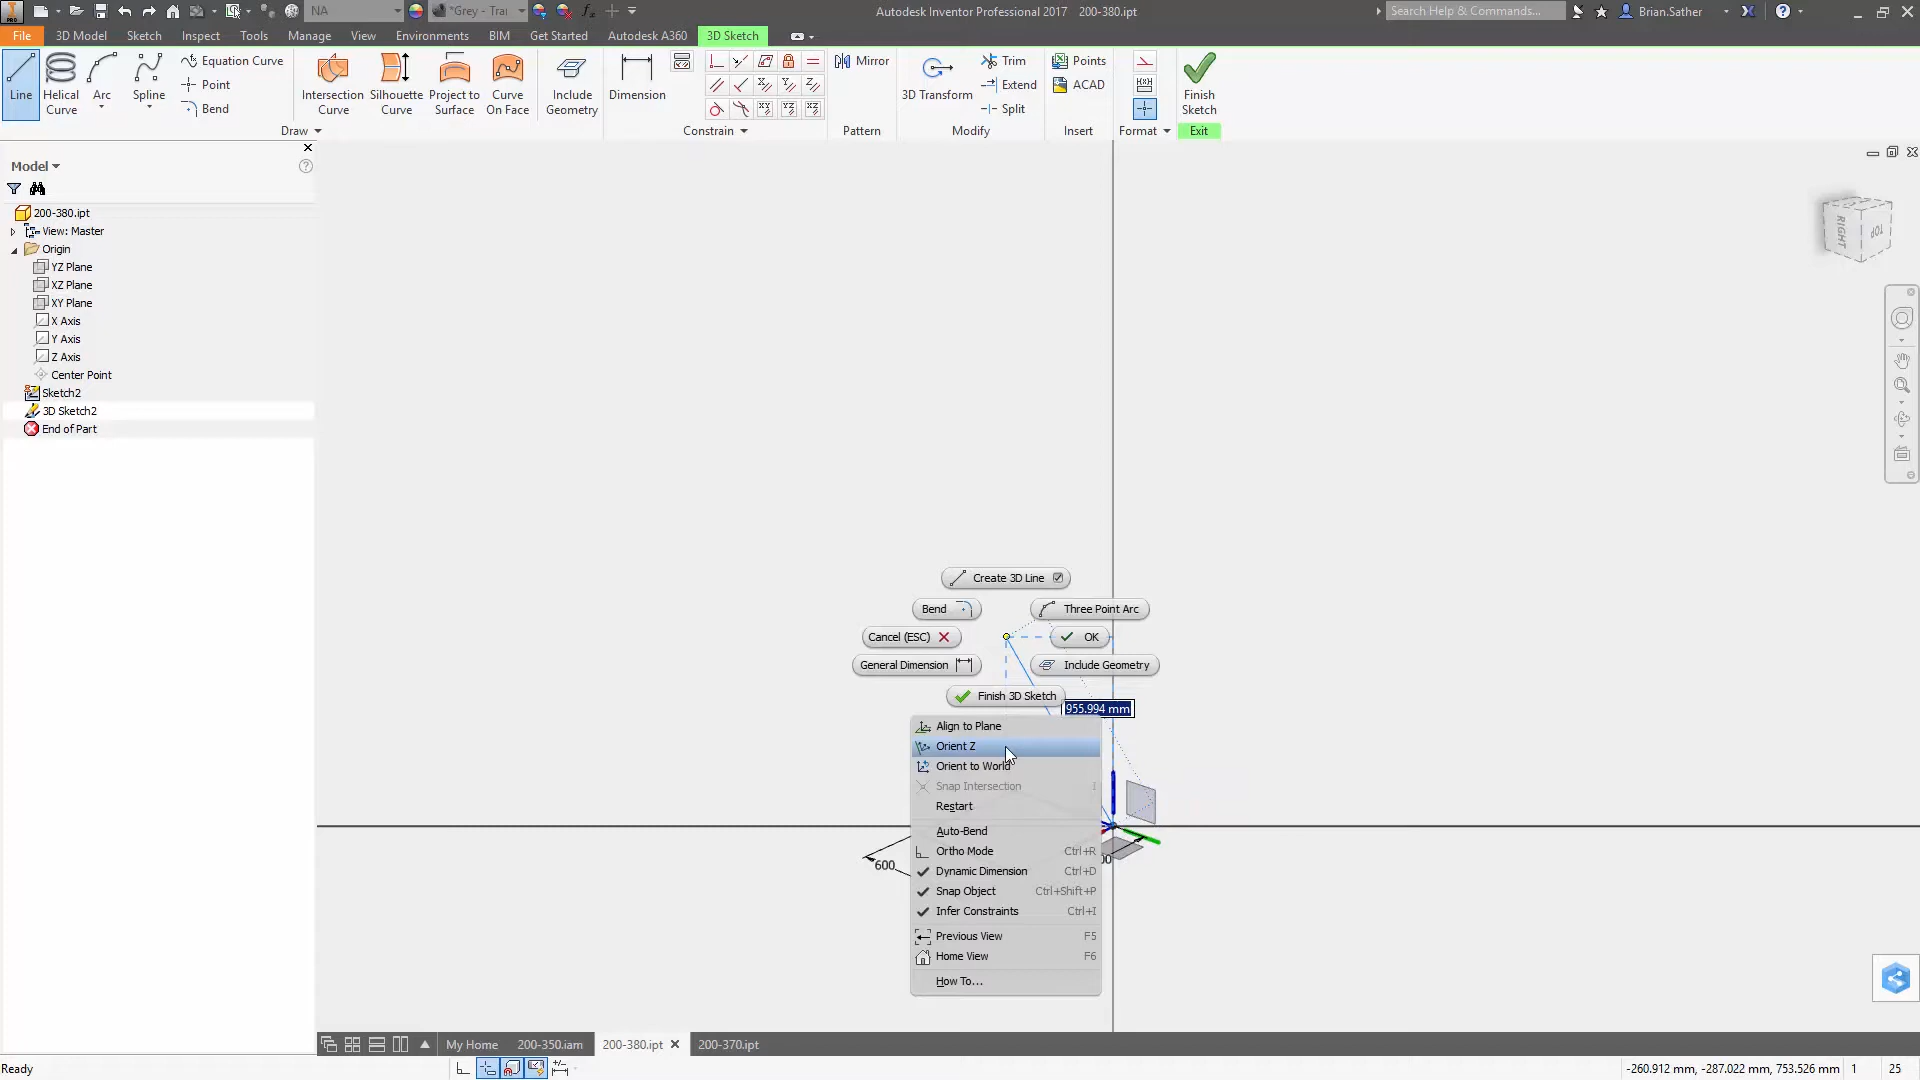 NA
*Grey - Trar
Autodesk Inventor Professional 2017 200-380.ipt
Search Help & Commands...
Brian.Sather
File
3D Model
Sketch
Inspect
Tools
Manage
View
Environments
BIM
Get Started
Autodesk A360
3D Sketch
Line
Helical
Curve
Arc
Spline
Equation Curve
Point
Bend
Intersection
Curve
Silhouette
Curve
Project to
Surface
Curve
On Face
Include
Geometry
Dimension
Mirror
3D Transform
Trim
Extend
Split
Points
ACAD
Finish
Sketch
Draw
Constrain
Pattern
Modify
Insert
Format
Exit
Model
200-380.ipt
View: Master
Origin
YZ Plane
XZ Plane
XY Plane
X Axis
Y Axis
Z Axis
Center Point
Sketch2
3D Sketch2
End of Part
RIGHT
TOP
Create 3D Line
Bend
Three Point Arc
Cancel (ESC)
OK
General Dimension
Include Geometry
Finish 3D Sketch
955.994 mm
Align to Plane
Orient Z
Orient to World
Snap Intersection
Restart
Auto-Bend
Ortho Mode Ctrl+R
Dynamic Dimension Ctrl+D
Snap Object Ctrl+Shift+P
Infer Constraints Ctrl+I
Previous View F5
Home View F6
How To...
600
00
My Home
200-350.iam
200-380.ipt
200-370.ipt
Ready
-260.912 mm, -287.022 mm, 753.526 mm 1 25